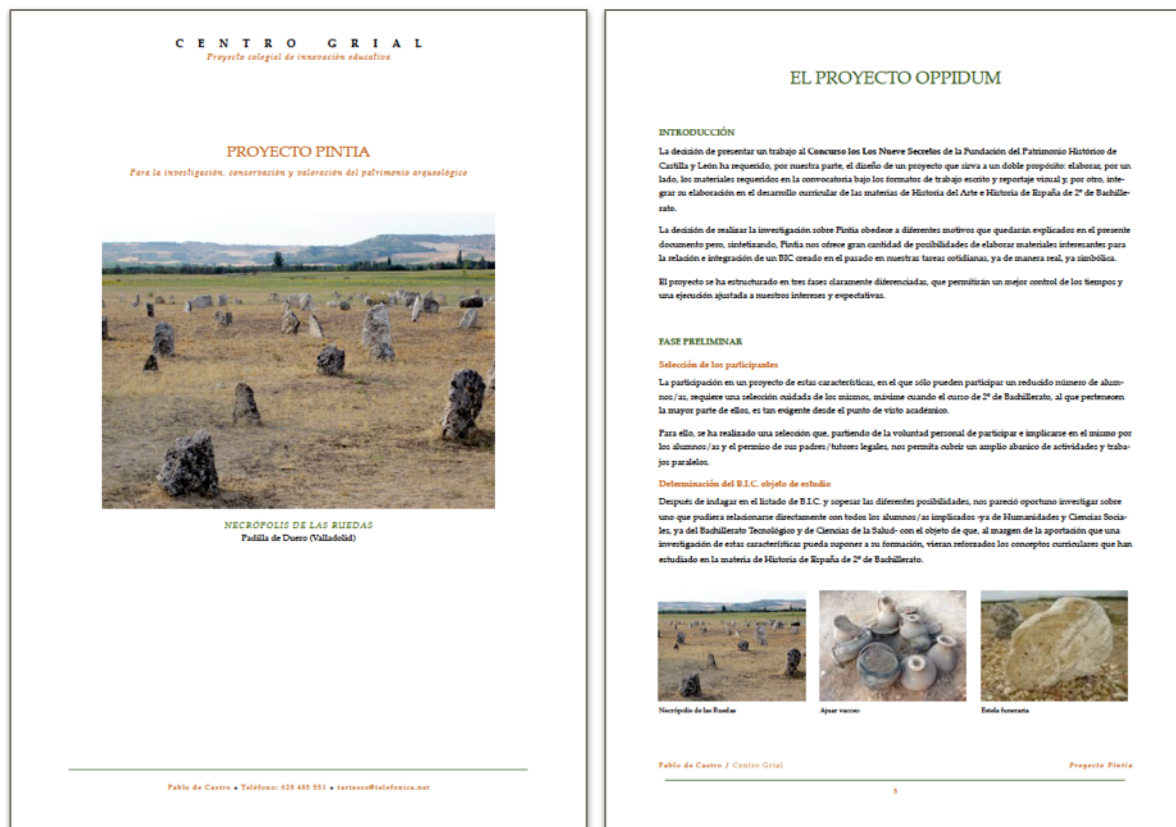 CENTRO GRIAL
Proyecto colegial de innovación educativa
PROYECTO PINTIA
Para la investigación, conservación y valoración del patrimonio arqueológico
NECRÓPOLIS DE LAS RUEDAS
Padilla de Duero (Valladolid)
Pablo de Castro • Teléfono: 628 485 551 • tartesos@telefonica.net
EL PROYECTO OPPIDUM
INTRODUCCIÓN
La decisión de presentar un trabajo al Concurso los Los Nueve Secretos de la Fundación del Patrimonio Histórico de
Castilla y León ha requerido, por nuestra parte, el diseño de un proyecto que sirva a un doble propósito: elaborar, por un
lado, los materiales requeridos en la convocatoria bajo los formatos de trabajo escrito y reportaje visual y, por otro, inte-
grar su elaboración en el desarrollo curricular de las materias de Historia del Arte e Historia de España de 2º de Bachille-
rato.
La decisión de realizar la investigación sobre Pintia obedece a diferentes motivos que quedarán explicados en el presente
documento pero, sintetizando, Pintia nos ofrece gran cantidad de posibilidades de elaborar materiales interesantes para
la relación e integración de un BIC creado en el pasado en nuestras tareas cotidianas, ya de manera real, ya simbólica.
El proyecto se ha estructurado en tres fases claramente diferenciadas, que permitirán un mejor control de los tiempos y
una ejecución ajustada a nuestros intereses y expectativas.
FASE PRELIMINAR
Selección de los participantes
La participación en un proyecto de estas características, en el que sólo pueden participar un reducido número de alum-
nos/as, requiere una selección cuidada de los mismos, máxime cuando el curso de 2º de Bachillerato, al que pertenecen
la mayor parte de ellos, es tan exigente desde el punto de visto académico.
Para ello, se ha realizado una selección que, partiendo de la voluntad personal de participar e implicarse en el mismo por
los alumnos/as y el permiso de sus padres/tutores legales, nos permita cubrir un amplio abanico de actividades y traba-
jos paralelos.
Determinación del B.I.C. objeto de estudio
Después de indagar en el listado de B.I.C. y sopesar las diferentes posibilidades, nos pareció oportuno investigar sobre
uno que pudiera relacionarse directamente con todos los alumnos/as implicados -ya de Humanidades y Ciencias Socia-
les, ya del Bachillerato Tecnológico y de Ciencias de la Salud- con el objeto de que, al margen de la aportación que una
investigación de estas características pueda suponer a su formación, vieran reforzados los conceptos curriculares que han
estudiado en la materia de Historia de España de 2º de Bachillerato.
Necrópolis de las Ruedas
Ajuar vacceo
Estela funeraria
Pablo de Castro / Centro Grial
Proyecto Pintia